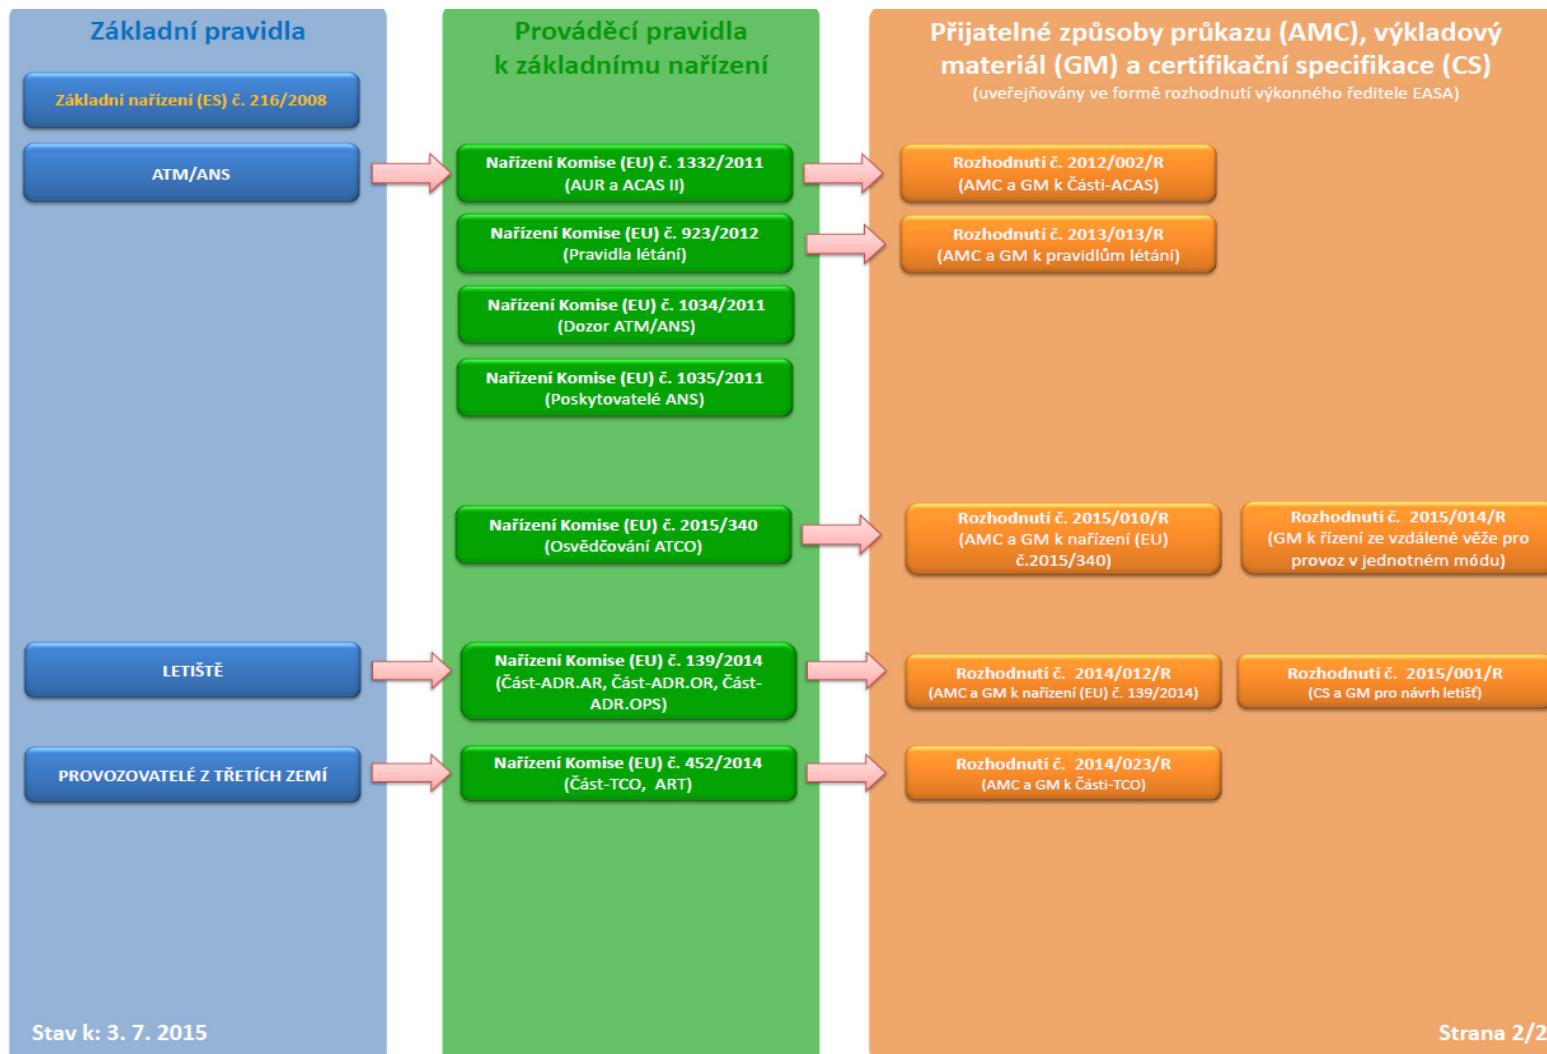 Základní pravidla
Základní nařízení (ES) č. 216/2008
ATM/ANS
LETIŠTĚ
PROVOZOVATELÉ Z TŘETÍCH ZEMÍ
Stav k: 3. 7. 2015
Prováděcí pravidla
k základnímu nařízení
Nařízení Komise (EU) č. 1332/2011
(AUR a ACAS II)
Nařízení Komise (EU) č. 923/2012
(Pravidla létání)
Nařízení Komise (EU) č. 1034/2011
(Dozor ATM/ANS)
Nařízení Komise (EU) č. 1035/2011
(Poskytovatelé ANS)
Nařízení Komise (EU) č. 2015/340
(Osvědčování ATCO)
Nařízení Komise (EU) č. 139/2014
(Část-ADR.AR, Část-ADR.OR, Část-
ADR.OPS)
Nařízení Komise (EU) č. 452/2014
(Část-TCO, ART)
Přijatelné způsoby průkazu (AMC), výkladový
materiál (GM) a certifikační specifikace (CS)
(uveřejňovány ve formě rozhodnutí výkonného ředitele EASA)
Rozhodnutí č. 2012/002/R
(AMC a GM k Části-ACAS)
Rozhodnutí č. 2013/013/R
(AMC a GM k pravidlům létání)
Rozhodnutí č. 2015/010/R
(AMC a GM k nařízení (EU)
č.2015/340)
Rozhodnutí č. 2015/014/R
(GM k řízení ze vzdálené věže pro
provoz v jednotném módu)
Rozhodnutí č. 2014/012/R
(AMC a GM k nařízení (EU) č. 139/2014)
Rozhodnutí č. 2015/001/R
(CS a GM pro návrh letišť)
Rozhodnutí č. 2014/023/R
(AMC a GM k Části-TCO)
Strana 2/2